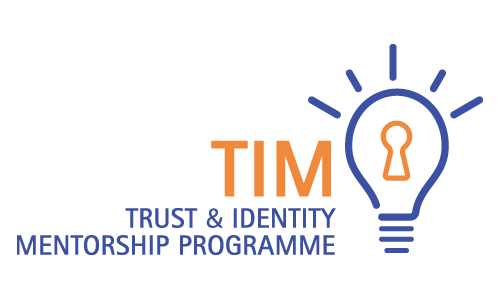 TIM
TRUST & IDENTITY
MENTORSHIP PROGRAMME